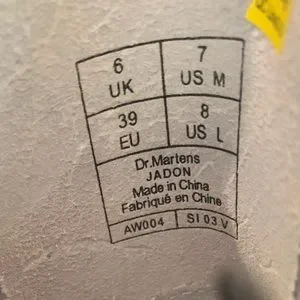 6 7
UK US M
39 8
EU US L
Dr.Martens
JADON
Made in China
Fabriqué en Chine
AW004 SI 03 V